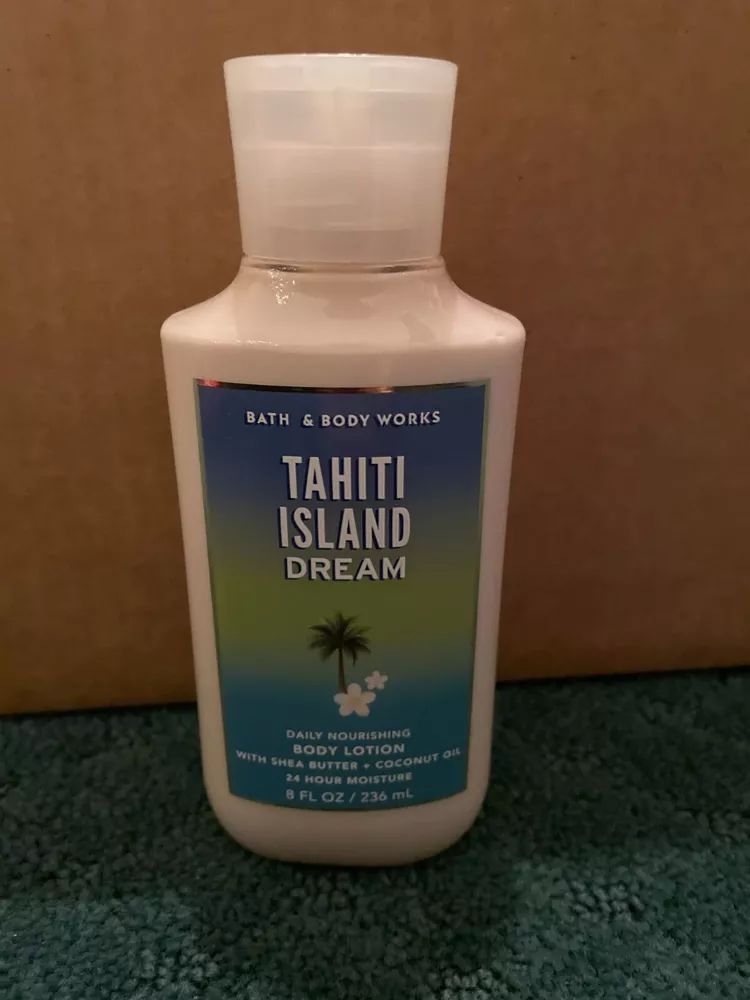 BATH & BODY WORKS
TAHITI
ISLAND
DREAM
DAILY NOURISHING
BODY LOTION
WITH SHEA BUTTER + COCONUT OIL
24 HOUR MOISTURE
8 FL OZ / 236 mL